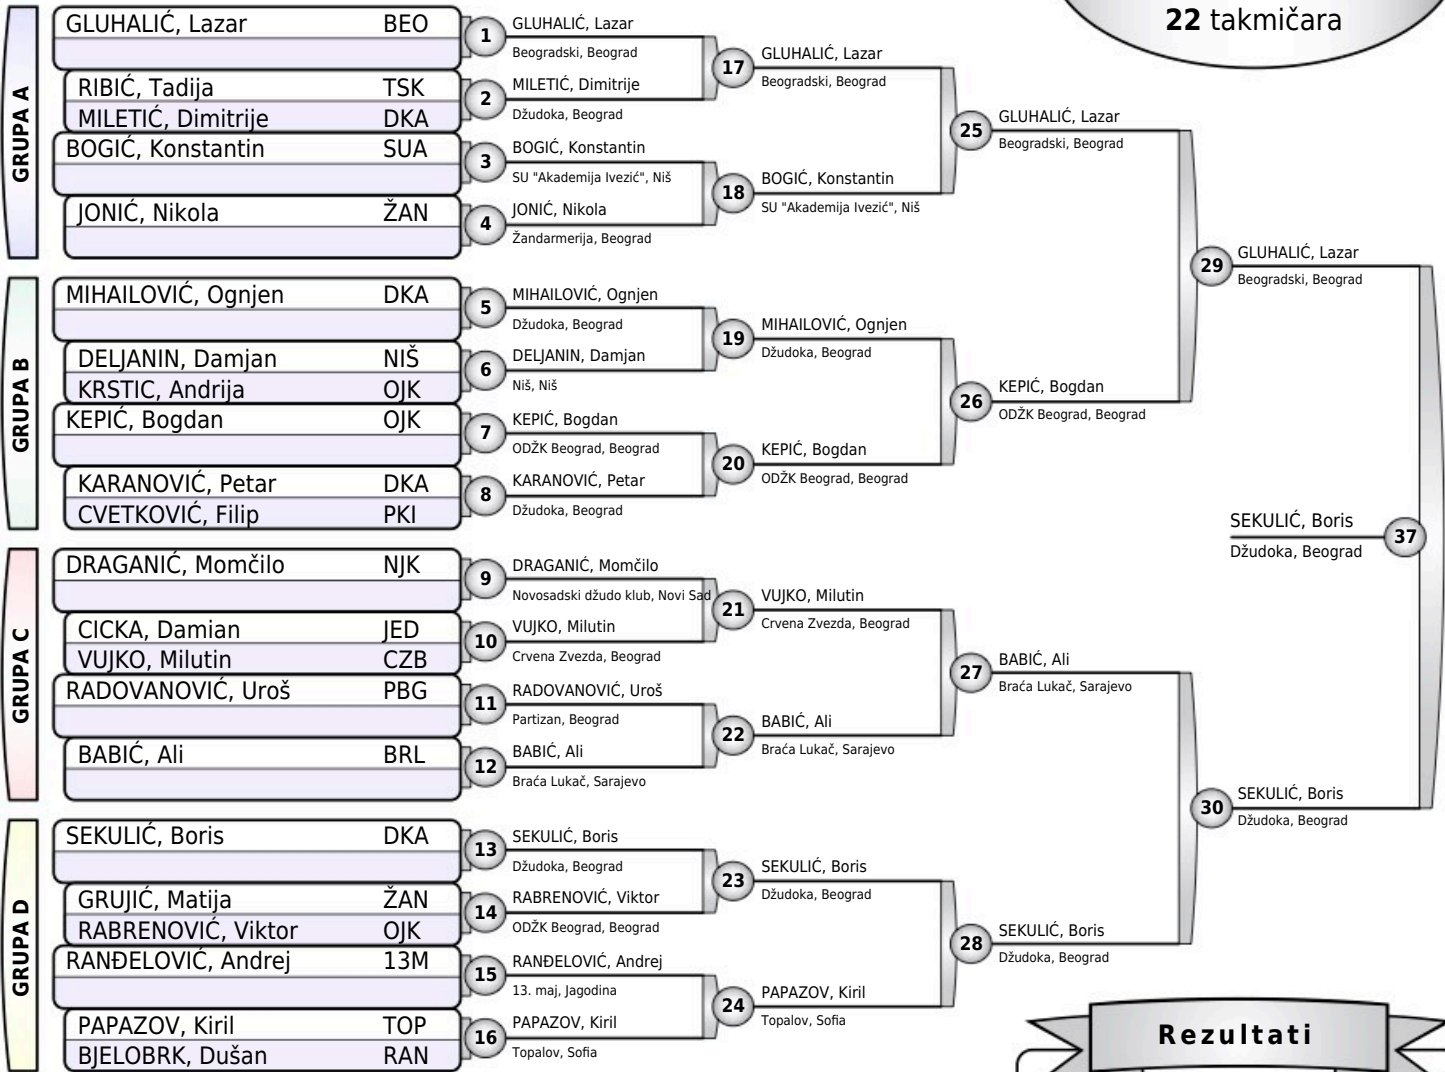 22 takmičara
GRUPA A
GLUHALIĆ, Lazar BEO
RIBIĆ, Tadija TSK
MILETIĆ, Dimitrije DKA
BOGIĆ, Konstantin SUA
JONIĆ, Nikola ŽAN
GRUPA B
MIHAILOVIĆ, Ognjen DKA
DELJANIN, Damjan NIŠ
KRSTIC, Andrija OJK
KEPIĆ, Bogdan OJK
KARANOVIĆ, Petar DKA
CVETKOVIĆ, Filip PKI
GRUPA C
DRAGANIĆ, Momčilo NJK
CICKA, Damian JED
VUJKO, Milutin CZB
RADOVANOVIĆ, Uroš PBG
BABIĆ, Ali BRL
GRUPA D
SEKULIĆ, Boris DKA
GRUJIĆ, Matija ŽAN
RABRENOVIĆ, Viktor OJK
RANĐELOVIĆ, Andrej 13M
PAPAZOV, Kiril TOP
BJELOBRK, Dušan RAN
1
GLUHALIĆ, Lazar
Beogradski, Beograd
2
MILETIĆ, Dimitrije
Džudoka, Beograd
3
BOGIĆ, Konstantin
SU "Akademija Ivezić", Niš
4
JONIĆ, Nikola
Žandarmerija, Beograd
5
MIHAILOVIĆ, Ognjen
Džudoka, Beograd
6
DELJANIN, Damjan
Niš, Niš
7
KEPIĆ, Bogdan
ODŽK Beograd, Beograd
8
KARANOVIĆ, Petar
Džudoka, Beograd
9
DRAGANIĆ, Momčilo
Novosadski džudo klub, Novi Sad
10
VUJKO, Milutin
Crvena Zvezda, Beograd
11
RADOVANOVIĆ, Uroš
Partizan, Beograd
12
BABIĆ, Ali
Braća Lukač, Sarajevo
13
SEKULIĆ, Boris
Džudoka, Beograd
14
RABRENOVIĆ, Viktor
ODŽK Beograd, Beograd
15
RANĐELOVIĆ, Andrej
13. maj, Jagodina
16
PAPAZOV, Kiril
Topalov, Sofia
17
GLUHALIĆ, Lazar
Beogradski, Beograd
18
BOGIĆ, Konstantin
SU "Akademija Ivezić", Niš
19
MIHAILOVIĆ, Ognjen
Džudoka, Beograd
20
KEPIĆ, Bogdan
ODŽK Beograd, Beograd
21
VUJKO, Milutin
Crvena Zvezda, Beograd
22
BABIĆ, Ali
Braća Lukač, Sarajevo
23
SEKULIĆ, Boris
Džudoka, Beograd
24
PAPAZOV, Kiril
Topalov, Sofia
25
GLUHALIĆ, Lazar
Beogradski, Beograd
26
KEPIĆ, Bogdan
ODŽK Beograd, Beograd
27
BABIĆ, Ali
Braća Lukač, Sarajevo
28
SEKULIĆ, Boris
Džudoka, Beograd
29
GLUHALIĆ, Lazar
Beogradski, Beograd
30
SEKULIĆ, Boris
Džudoka, Beograd
37
SEKULIĆ, Boris
Džudoka, Beograd
Rezultati